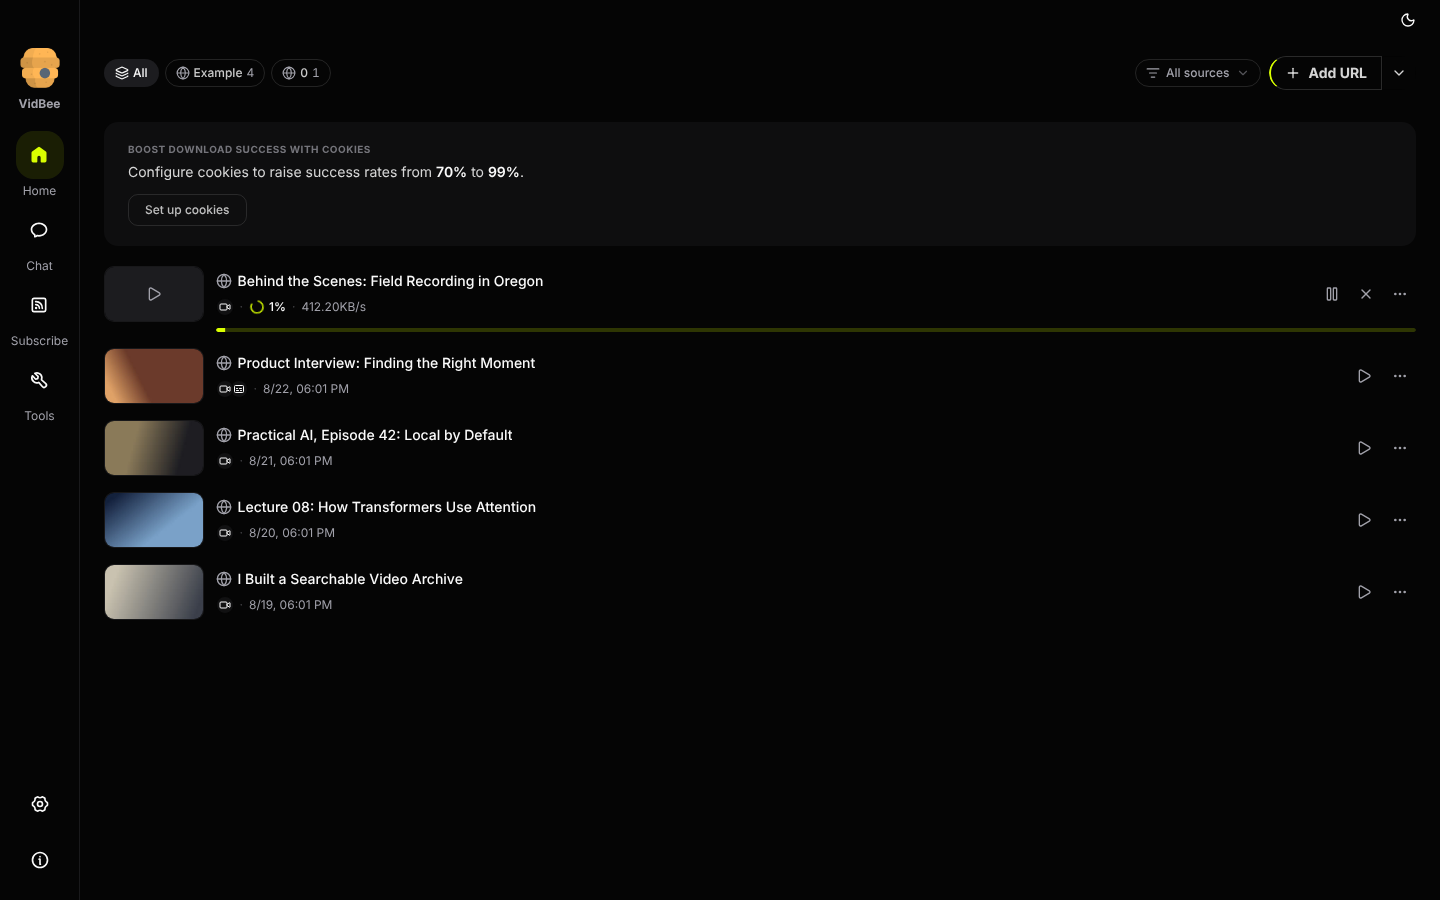 VidBee
Home
Chat
Subscribe
Tools
All
Example 4
0 1
All sources
Add URL
BOOST DOWNLOAD SUCCESS WITH COOKIES
Configure cookies to raise success rates from 70% to 99%.
Set up cookies
Behind the Scenes: Field Recording in Oregon
· 1% · 412.20KB/s
Product Interview: Finding the Right Moment
· 8/22, 06:01 PM
Practical AI, Episode 42: Local by Default
· 8/21, 06:01 PM
Lecture 08: How Transformers Use Attention
· 8/20, 06:01 PM
I Built a Searchable Video Archive
· 8/19, 06:01 PM